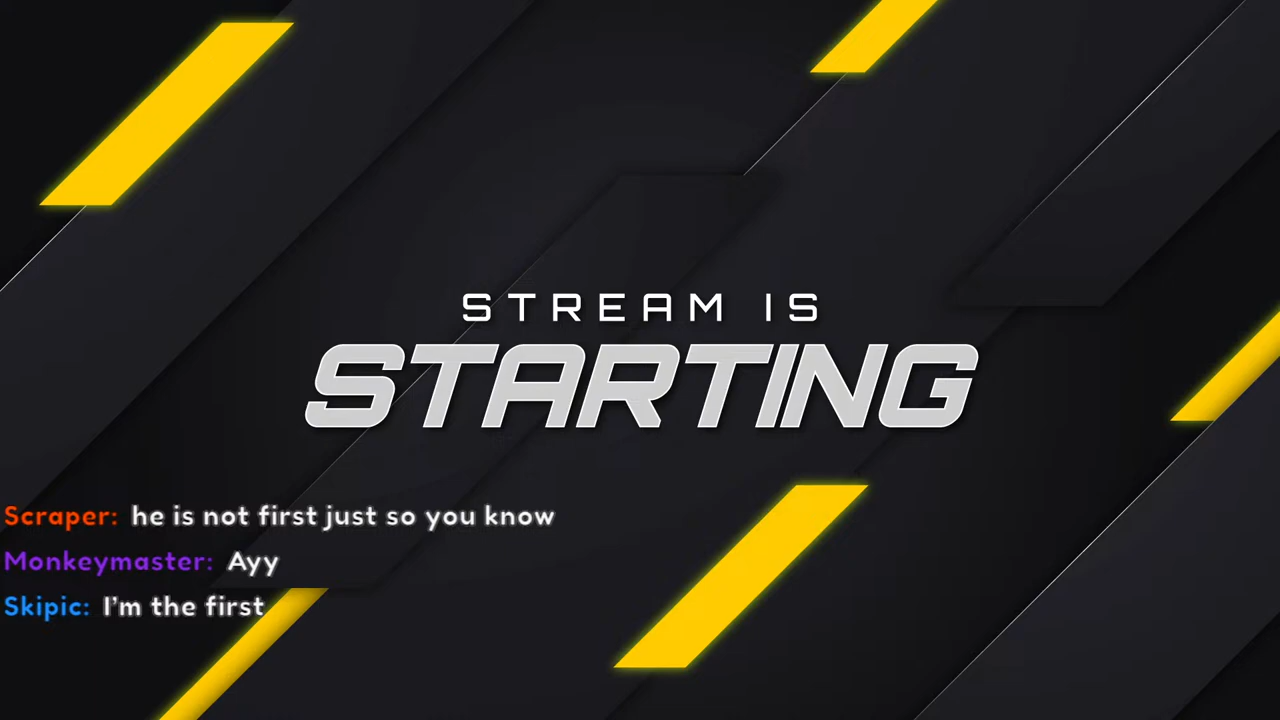 STREAM IS
STARTING
Scraper: he is not first just so you know
Monkeymaster: Ayy
Skipic: I'm the first